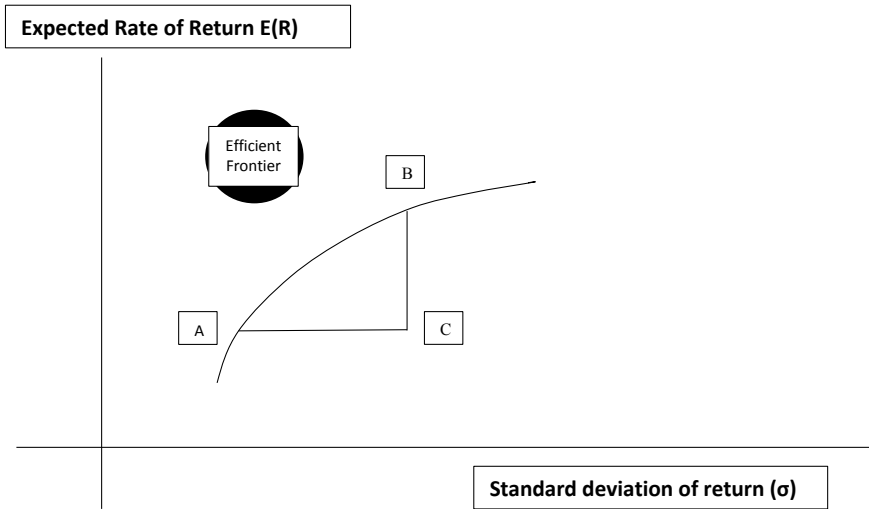 Expected Rate of Return E(R)
Efficient
Frontier
B
A
C
Standard deviation of return (σ)